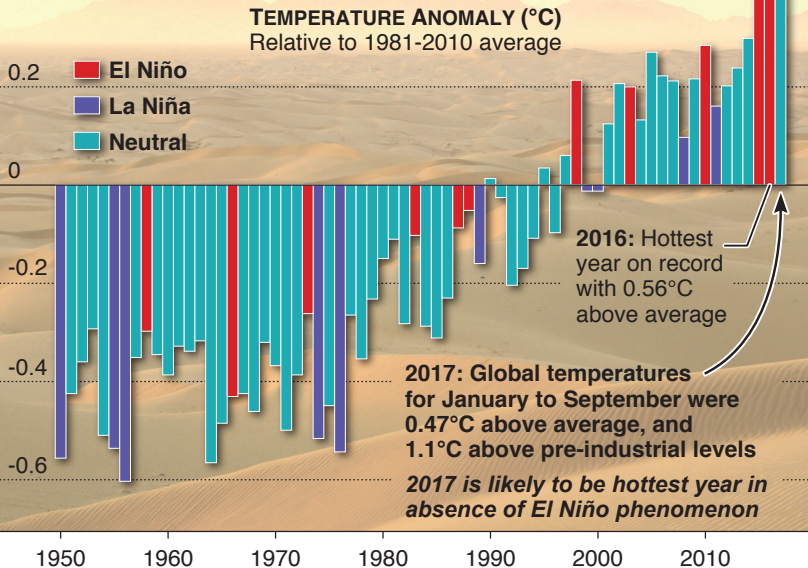 TEMPERATURE ANOMALY (°C)
Relative to 1981-2010 average
0.2
El Niño
La Niña
Neutral
0
2016: Hottest
year on record
with 0.56°C
above average
-0.2
-0.4
2017: Global temperatures
for January to September were
0.47°C above average, and
1.1°C above pre-industrial levels
-0.6
2017 is likely to be hottest year in
absence of El Niño phenomenon
1950 1960 1970 1980 1990 2000 2010